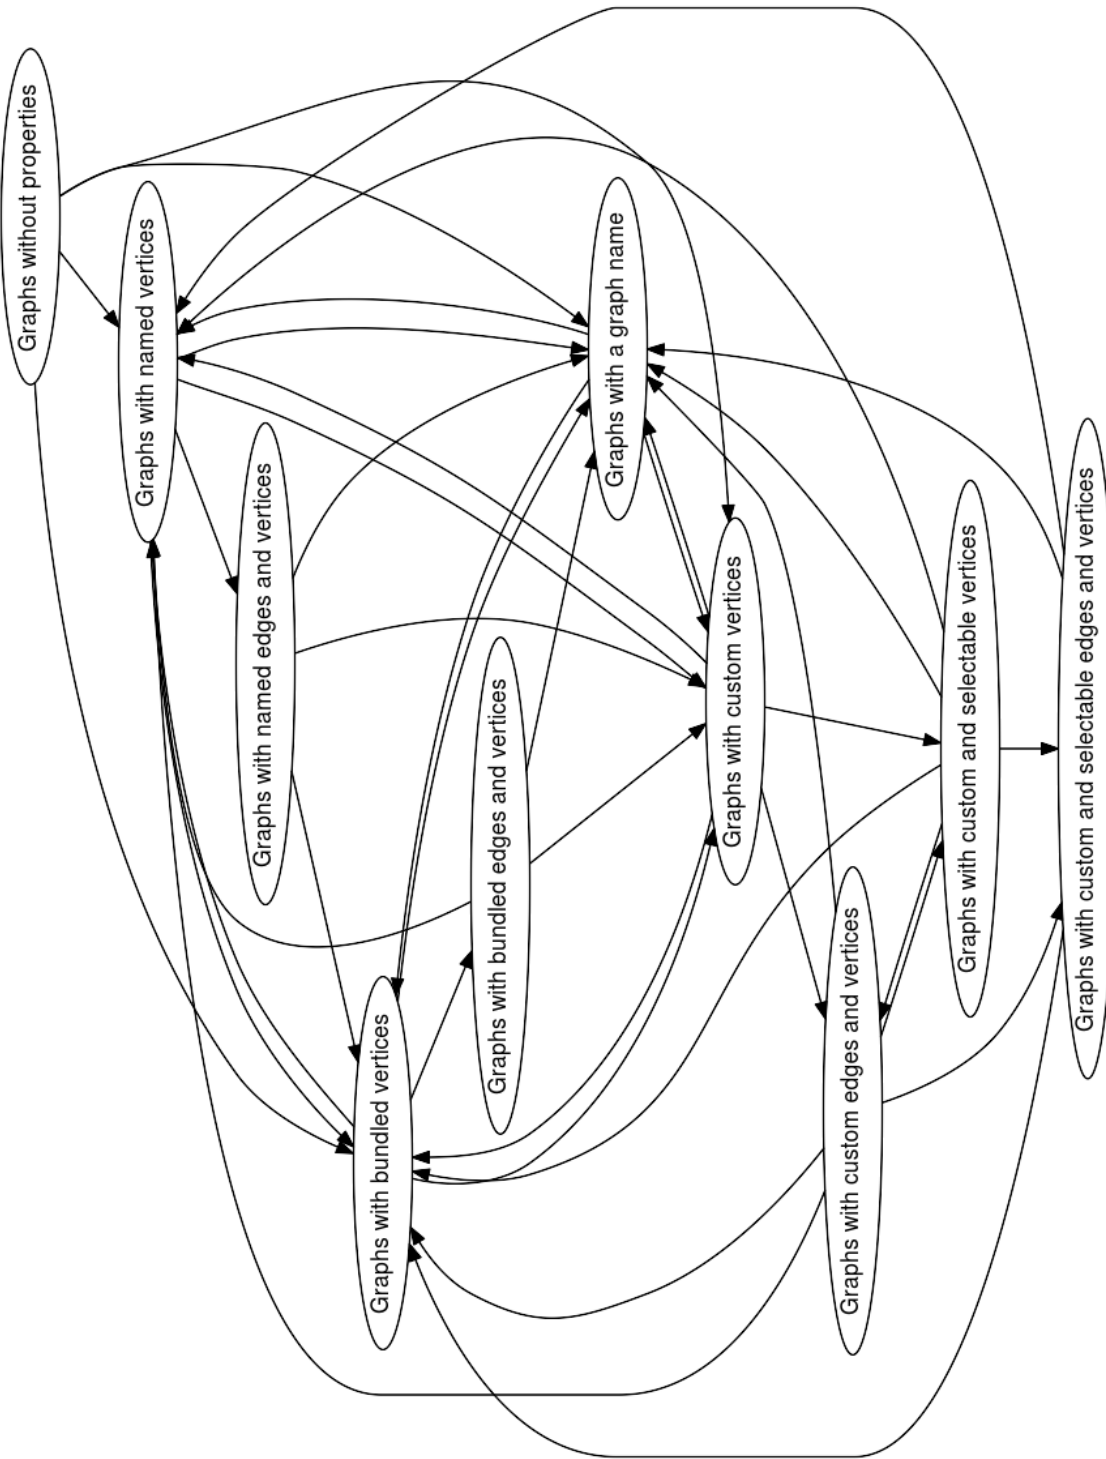 Graphs without properties
Graphs with named vertices
Graphs with named edges and vertices
Graphs with bundled vertices
Graphs with bundled edges and vertices
Graphs with a graph name
Graphs with custom vertices
Graphs with custom edges and vertices
Graphs with custom and selectable vertices
Graphs with custom and selectable edges and vertices